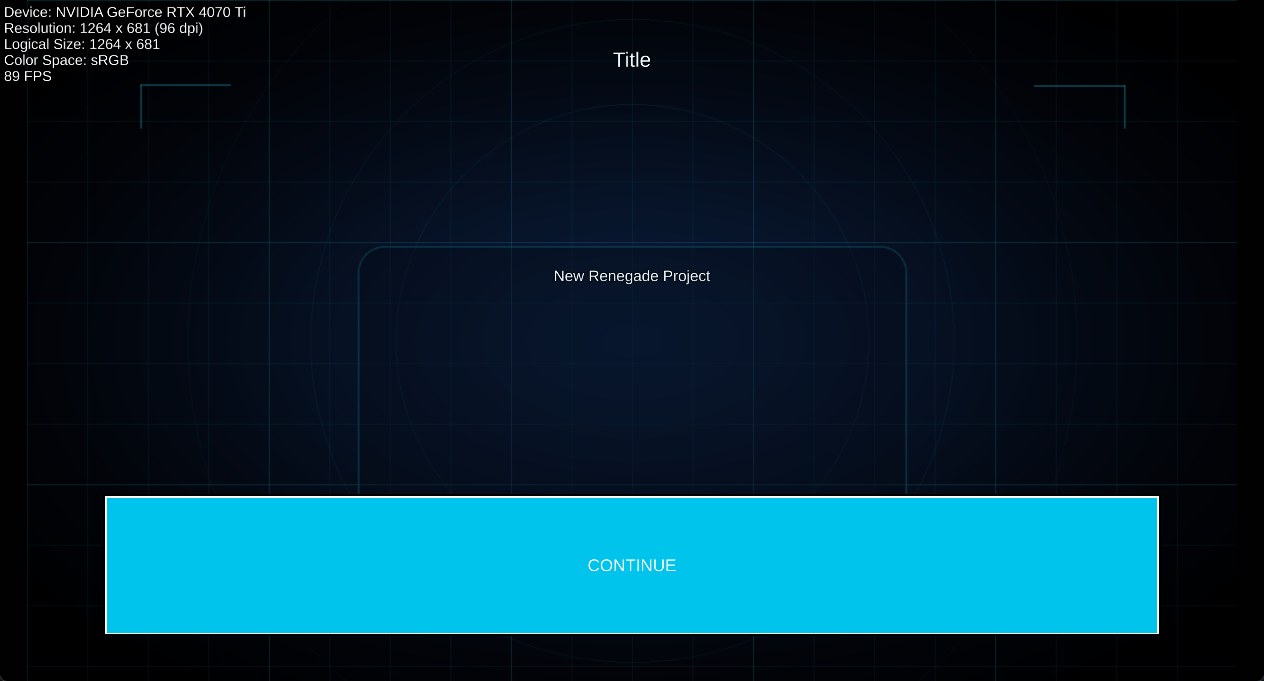 Device: NVIDIA GeForce RTX 4070 Ti
Resolution: 1264 x 681 (96 dpi)
Logical Size: 1264 x 681
Color Space: sRGB
89 FPS
Title
New Renegade Project
CONTINUE